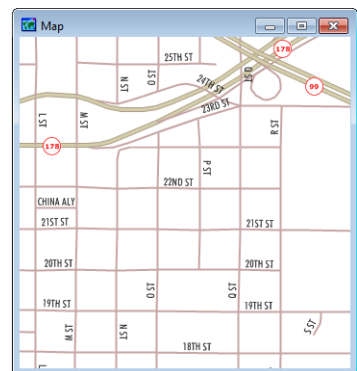 Map
25TH ST
178
N ST
O ST
24TH ST
Q ST
99
23RD ST
L ST
M ST
R ST
178
P ST
22ND ST
CHINA ALY
21ST ST
21ST ST
20TH ST
20TH ST
O ST
Q ST
19TH ST
19TH ST
M ST
N ST
S ST
18TH ST
L